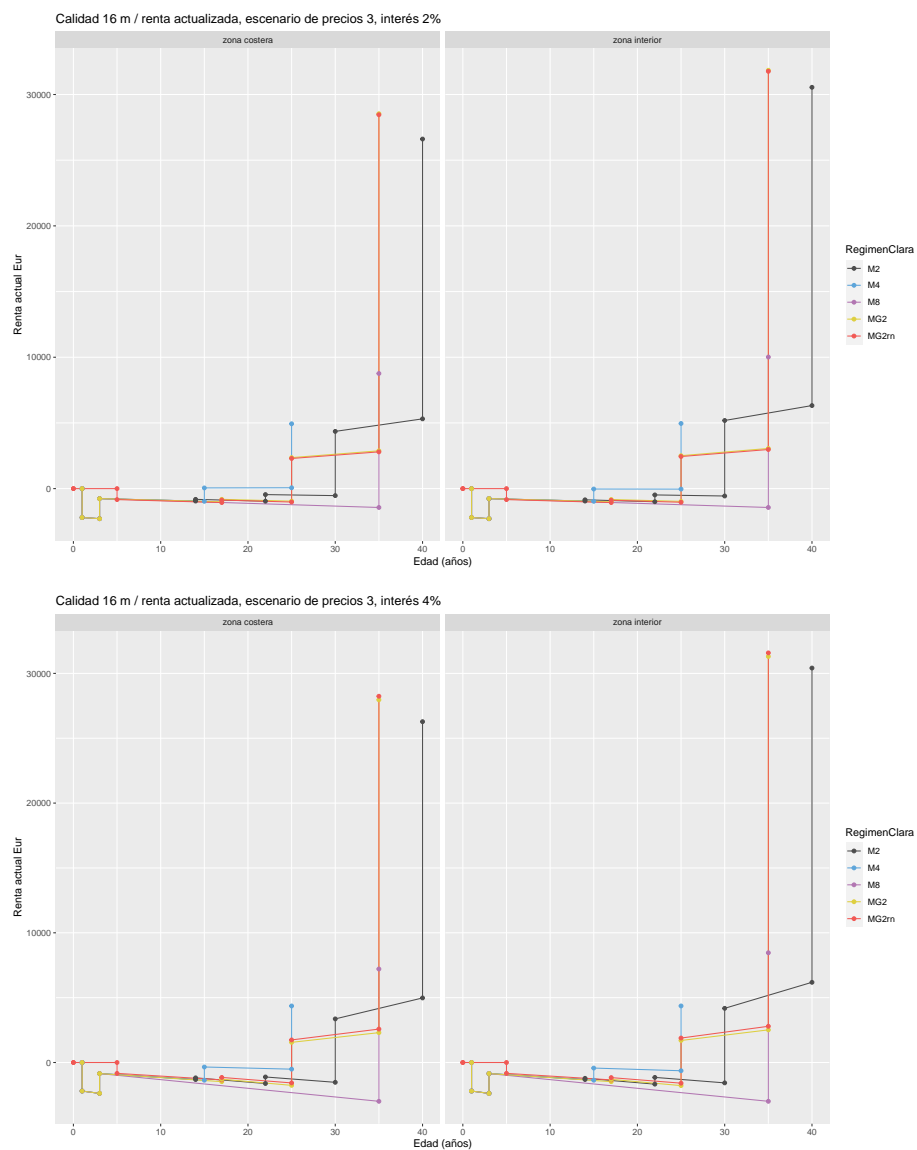 Calidad 16 m / renta actualizada, escenario de precios 3, interés 2%
zona costera
zona interior
30000
20000
10000
0
Renta actual Eur
0 10 20 30 40
0 10 20 30 40
Edad (años)
RegimenClara
M2
M4
M8
MG2
MG2rn
Calidad 16 m / renta actualizada, escenario de precios 3, interés 4%
zona costera
zona interior
30000
20000
10000
0
Renta actual Eur
0 10 20 30 40
0 10 20 30 40
Edad (años)
RegimenClara
M2
M4
M8
MG2
MG2rn